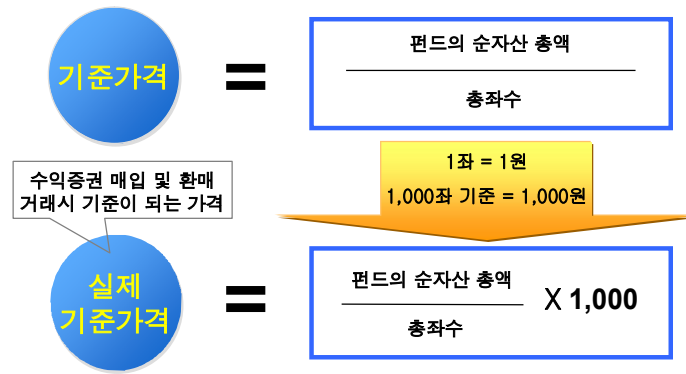 기준가격
=
펀드의 순자산 총액
총좌수
1좌 = 1원
1,000좌 기준 = 1,000원
수익증권 매입 및 환매
거래시 기준이 되는 가격
실제
기준가격
=
펀드의 순자산 총액
총좌수
X 1,000